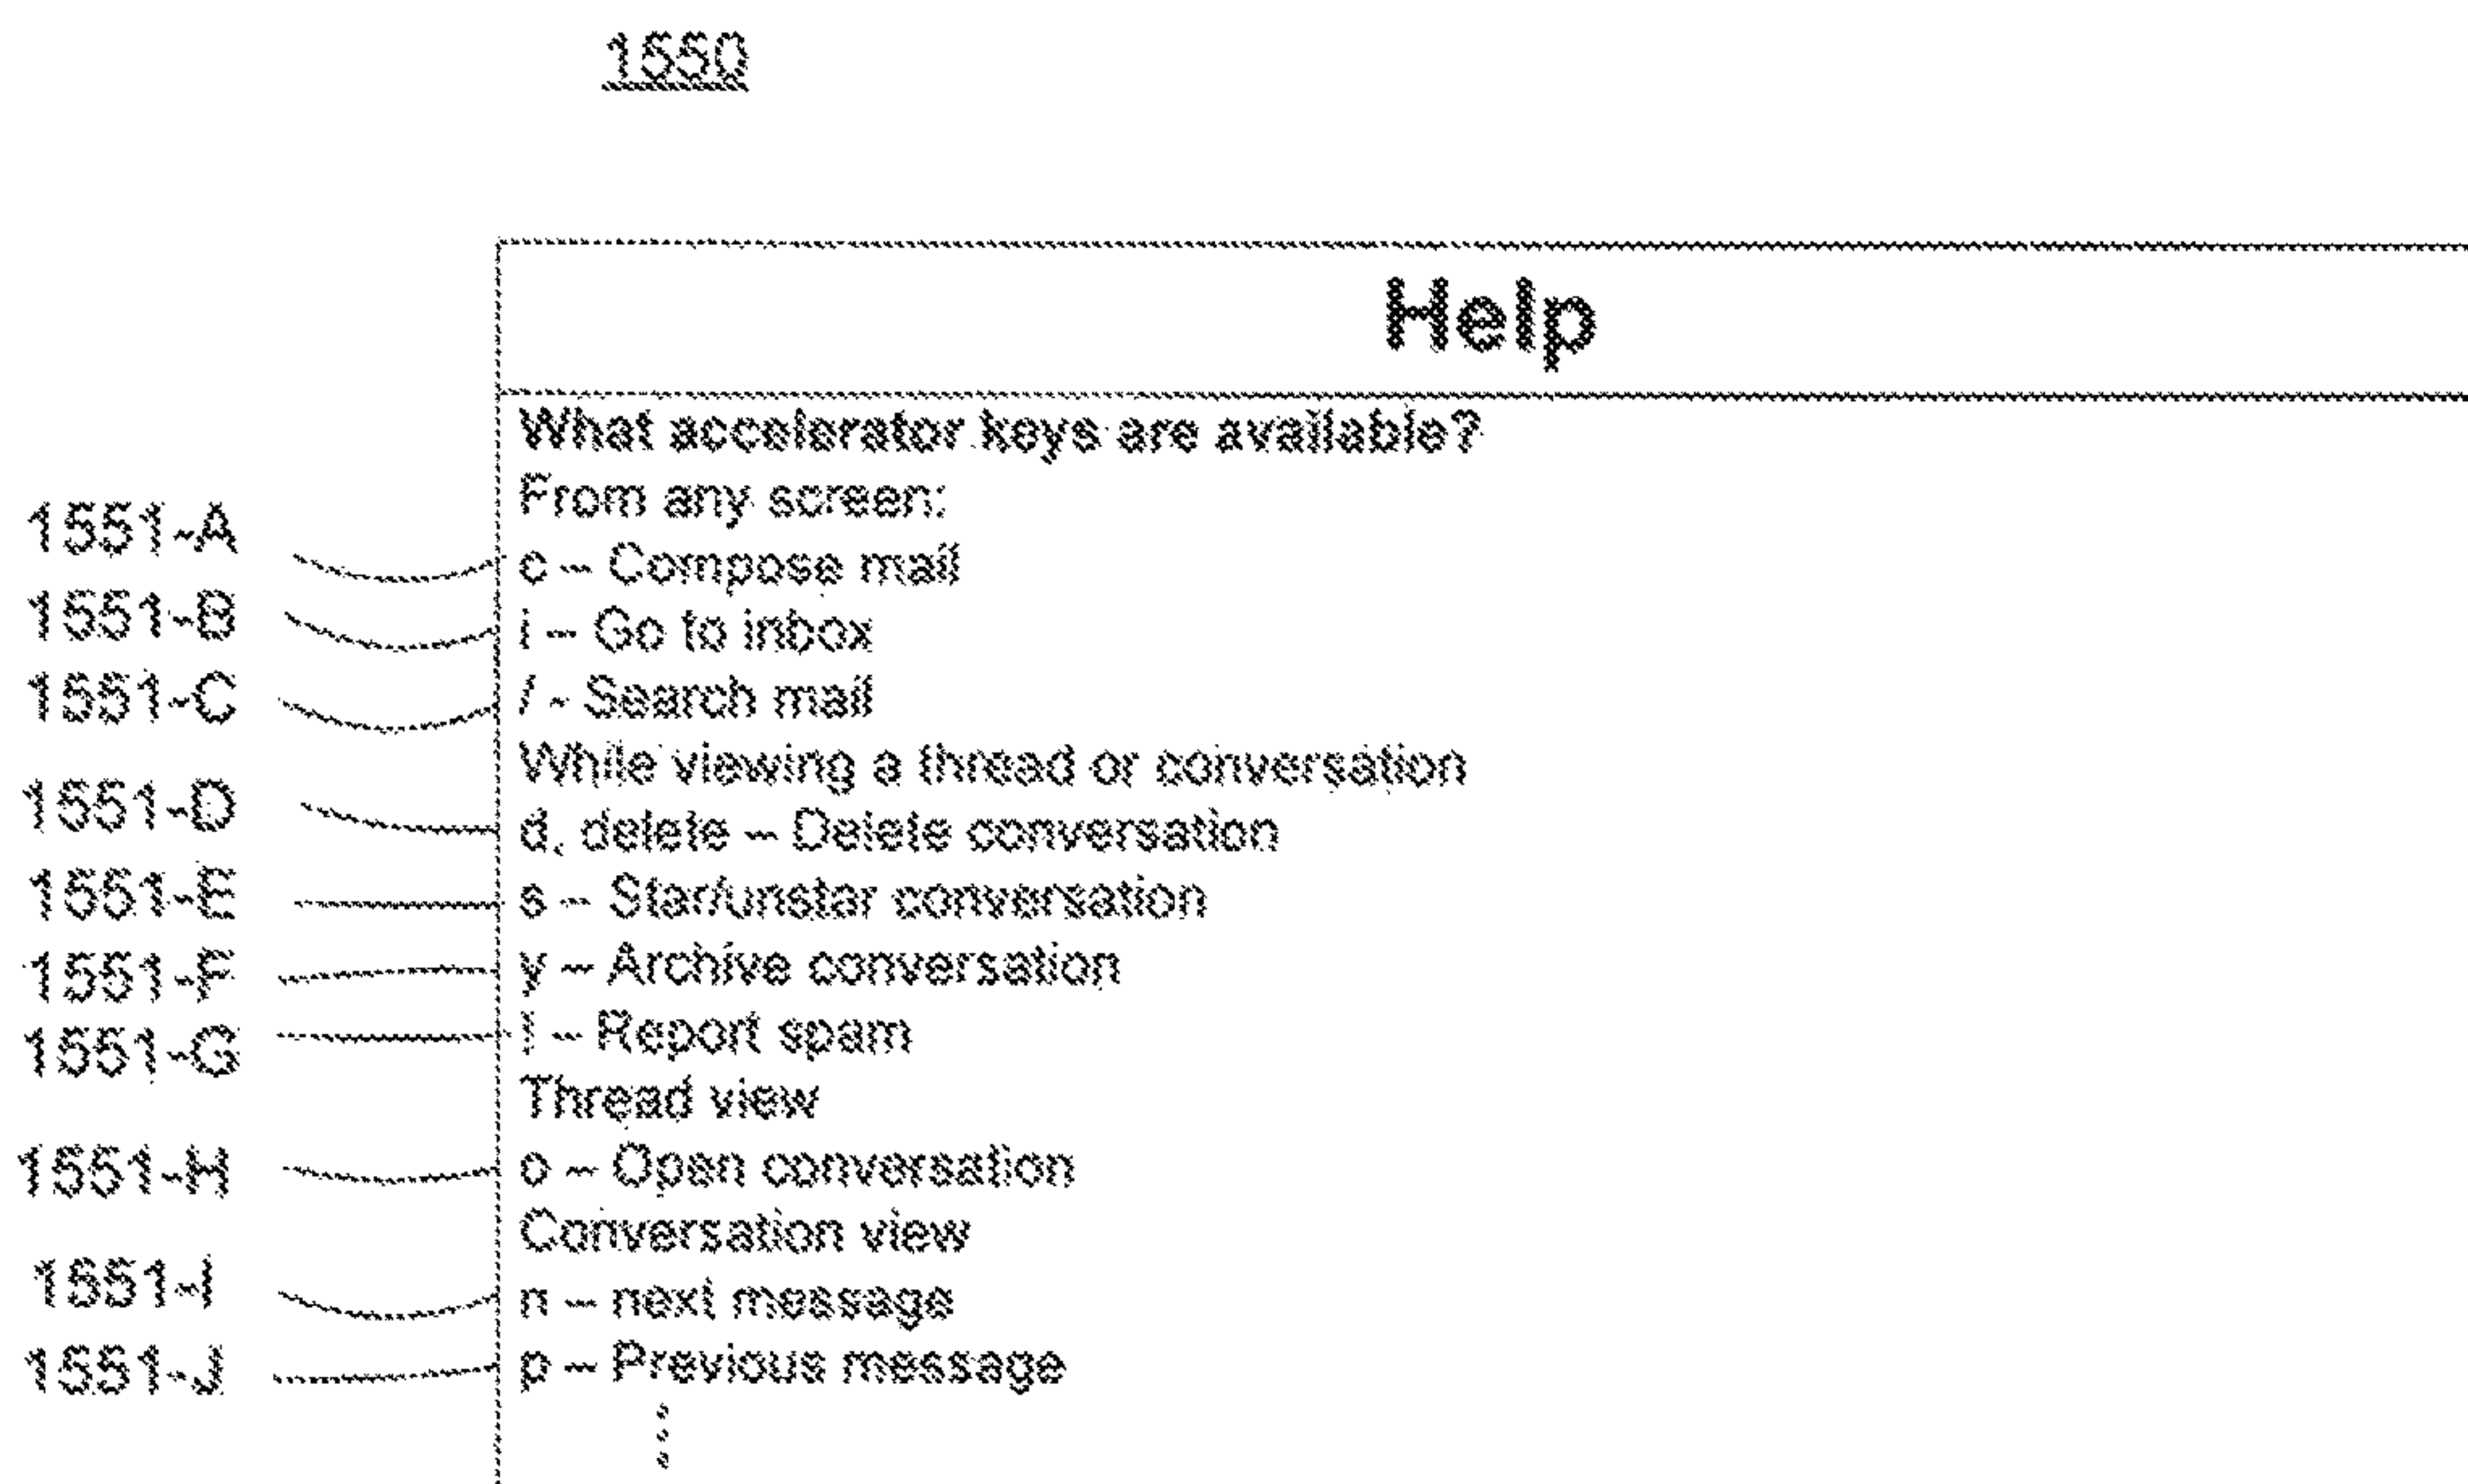 1550
Help
What accelerator keys are available?
From any screen:
1551-A c – Compose mail
1551-B i – Go to inbox
1551-C / - Search mail
While viewing a thread or conversation
1551-D d, delete – Delete conversation
1551-E s – Star/unstar conversation
1551-F y – Archive conversation
1551-G ! – Report spam
Thread view
1551-H o – Open conversation
Conversation view
1551-I n – next message
1551-J p – Previous message